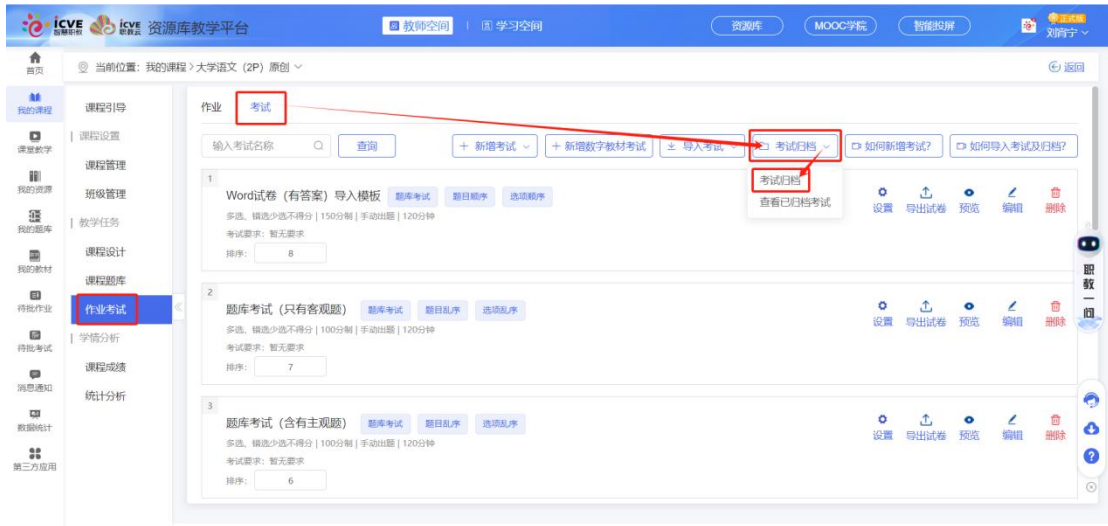 icve 智慧职教 icve 职教云 资源库教学平台 教师空间 学习空间 资源库 MOOC学院 智能投屏 正式版 刘肖宁
首页
当前位置：我的课程 > 大学语文（2P）原创
返回
我的课程
课堂教学
我的资源
我的题库
我的教材
待批作业
待批考试
消息通知
数据统计
第三方应用
课程引导
课程设置
课程管理
班级管理
教学任务
课程设计
课程题库
作业考试
学情分析
课程成绩
统计分析
作业 考试
输入考试名称 查询 + 新增考试 + 新增数字教材考试 导入考试 考试归档 如何新增考试? 如何导入考试及归档?
考试归档
查看已归档考试
1
Word试卷（有答案）导入模板 题库考试 题目顺序 选项顺序
多选、错选少选不得分 | 150分制 | 手动出题 | 120分钟
考试要求：暂无要求
排序： 8
设置 导出试卷 预览 编辑 删除
2
题库考试（只有客观题） 题库考试 题目乱序 选项乱序
多选、错选少选不得分 | 100分制 | 手动出题 | 120分钟
考试要求：暂无要求
排序： 7
设置 导出试卷 预览 编辑 删除
3
题库考试（含有主观题） 题库考试 题目乱序 选项乱序
多选、错选少选不得分 | 100分制 | 手动出题 | 120分钟
考试要求：暂无要求
排序： 6
设置 导出试卷 预览 编辑 删除
职教一问